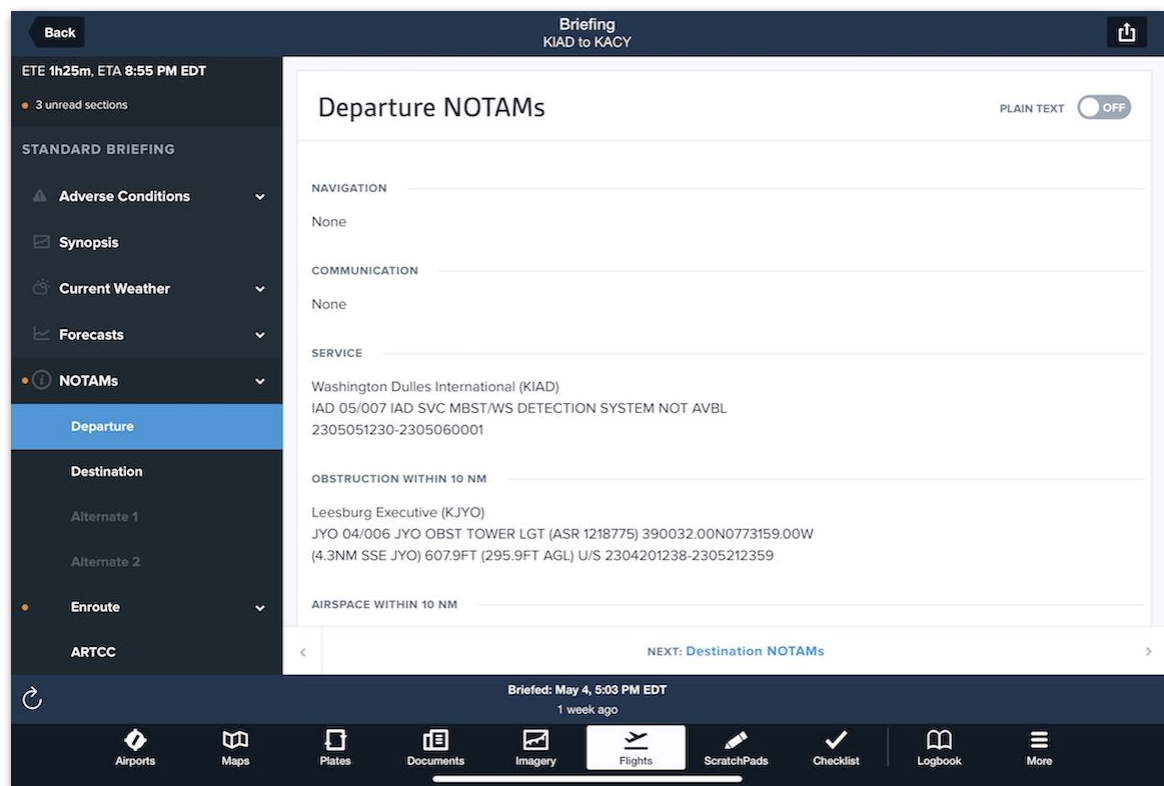 Back
Briefing
KIAD to KACY
ETE 1h25m, ETA 8:55 PM EDT
3 unread sections
STANDARD BRIEFING
Adverse Conditions
Synopsis
Current Weather
Forecasts
NOTAMs
Departure
Destination
Alternate 1
Alternate 2
Enroute
ARTCC
Departure NOTAMs
PLAIN TEXT OFF
NAVIGATION
None
COMMUNICATION
None
SERVICE
Washington Dulles International (KIAD)
IAD 05/007 IAD SVC MBST/WS DETECTION SYSTEM NOT AVBL
2305051230-2305060001
OBSTRUCTION WITHIN 10 NM
Leesburg Executive (KJYO)
JYO 04/006 JYO OBST TOWER LGT (ASR 1218775) 390032.00N0773159.00W
(4.3NM SSE JYO) 607.9FT (295.9FT AGL) U/S 2304201238-2305212359
AIRSPACE WITHIN 10 NM
NEXT: Destination NOTAMs
Briefed: May 4, 5:03 PM EDT
1 week ago
Airports
Maps
Plates
Documents
Imagery
Flights
ScratchPads
Checklist
Logbook
More